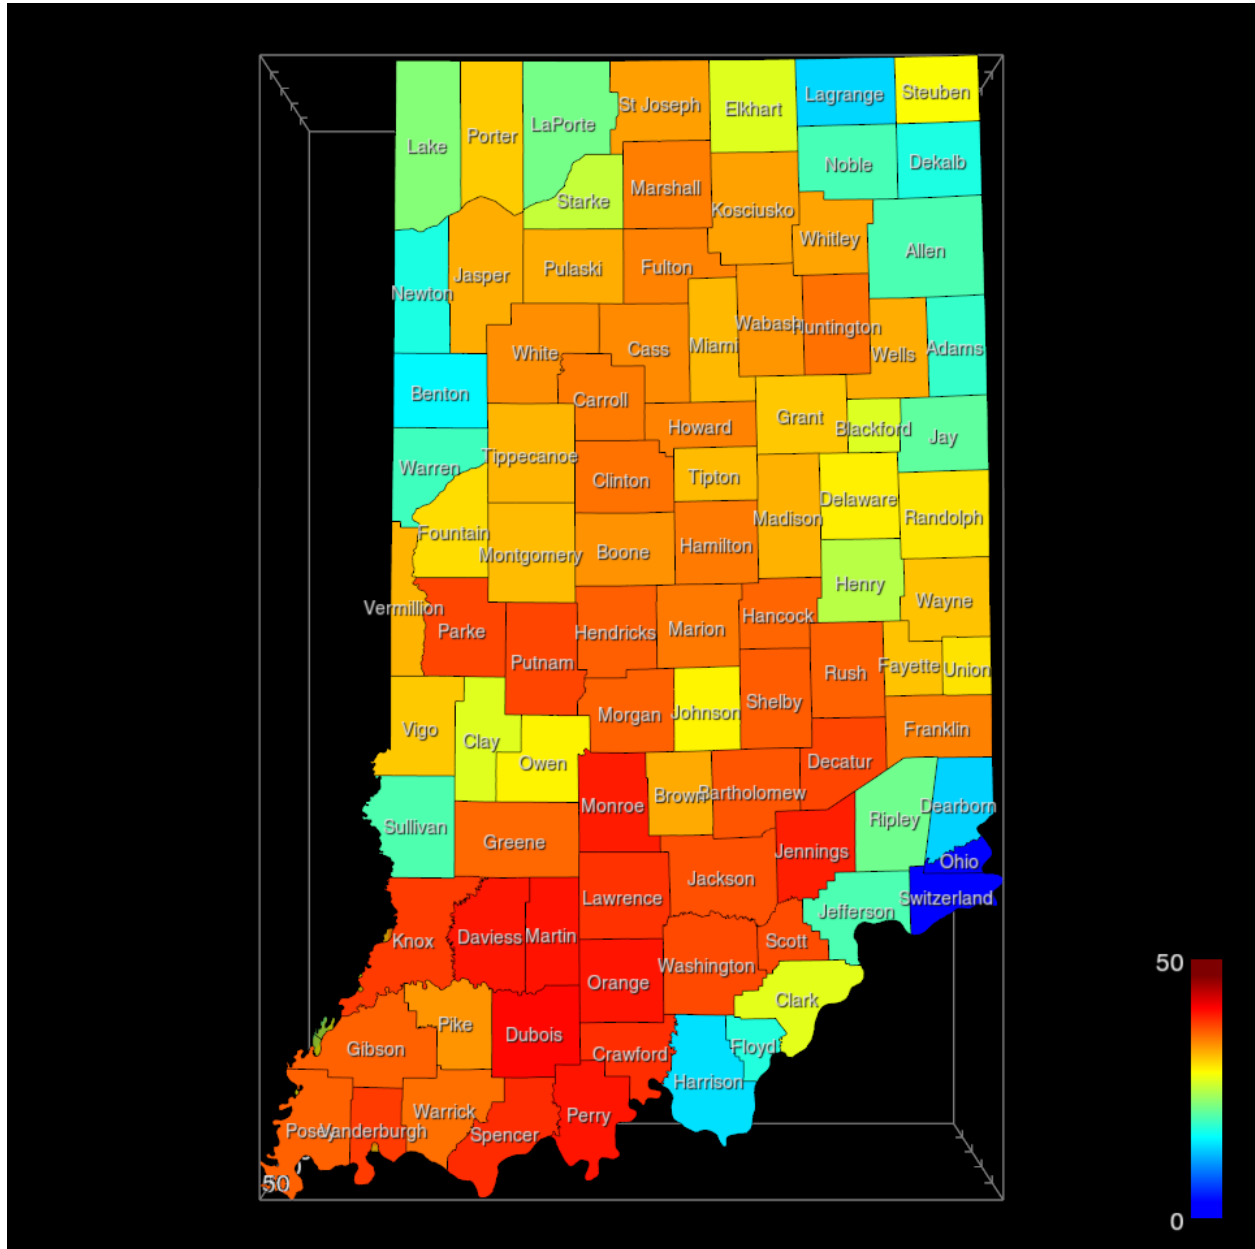 Steuben
Lagrange
St Joseph
Elkhart
LaPorte
Porter
Lake
Noble
Dekalb
Marshall
Starke
Kosciusko
Whitley
Allen
Pulaski
Fulton
Jasper
Newton
Wabash
Huntington
Miami
Cass
White
Wells
Adams
Benton
Carroll
Grant
Howard
Blackford
Jay
Tippecanoe
Warren
Tipton
Clinton
Delaware
Randolph
Madison
Fountain
Montgomery
Boone
Hamilton
Henry
Wayne
Vermillion
Hancock
Marion
Hendricks
Parke
Putnam
Fayette
Union
Rush
Shelby
Johnson
Morgan
Vigo
Franklin
Clay
Owen
Decatur
Bartholomew
Brown
Monroe
Dearborn
Ripley
Sullivan
Greene
Jennings
Ohio
Jackson
Lawrence
Switzerland
Jefferson
Daviess
Martin
Knox
Scott
Washington
50
Orange
Clark
Pike
Dubois
Gibson
Floyd
Crawford
Harrison
Warrick
Perry
Posey
Vanderburgh
Spencer
50
0